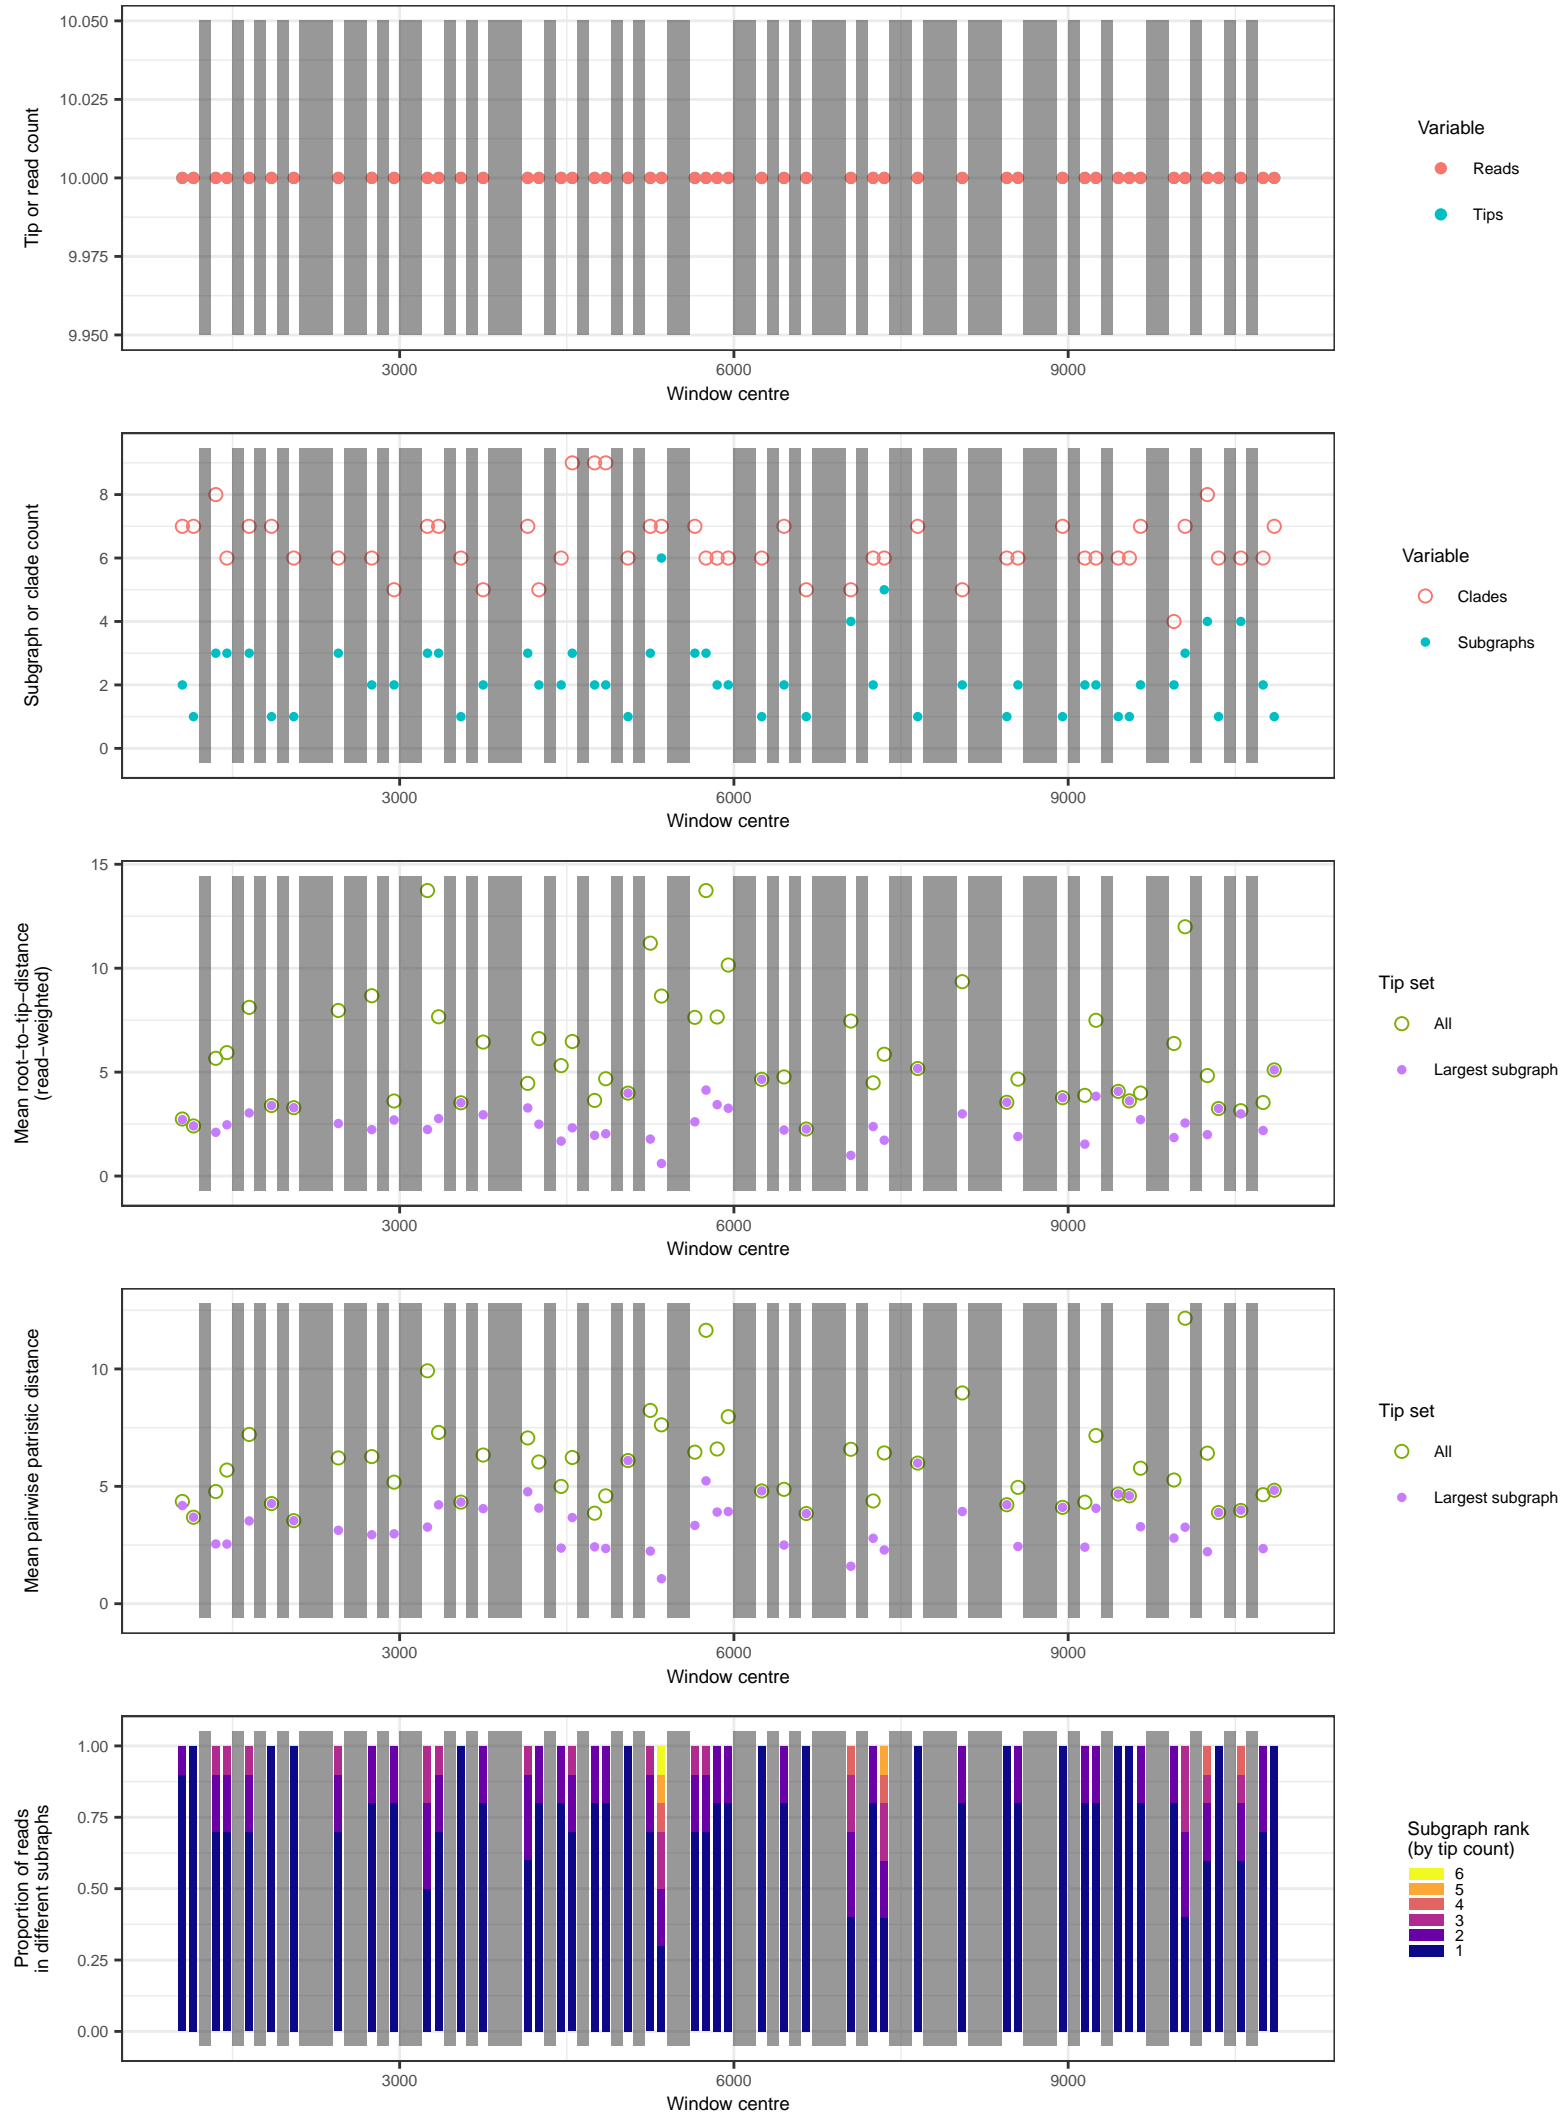 10.050
10.025
10.000
9.975
9.950
Tip or read count
3000
6000
9000
Window centre
Variable
Reads
Tips
8
6
4
2
0
Subgraph or clade count
3000
6000
9000
Window centre
Variable
Clades
Subgraphs
15
10
5
0
Mean root−to−tip−distance
(read−weighted)
3000
6000
9000
Window centre
Tip set
All
Largest subgraph
10
5
0
Mean pairwise patristic distance
3000
6000
9000
Window centre
Tip set
All
Largest subgraph
1.00
0.75
0.50
0.25
0.00
Proportion of reads
in different subraphs
3000
6000
9000
Window centre
Subgraph rank
(by tip count)
6
5
4
3
2
1